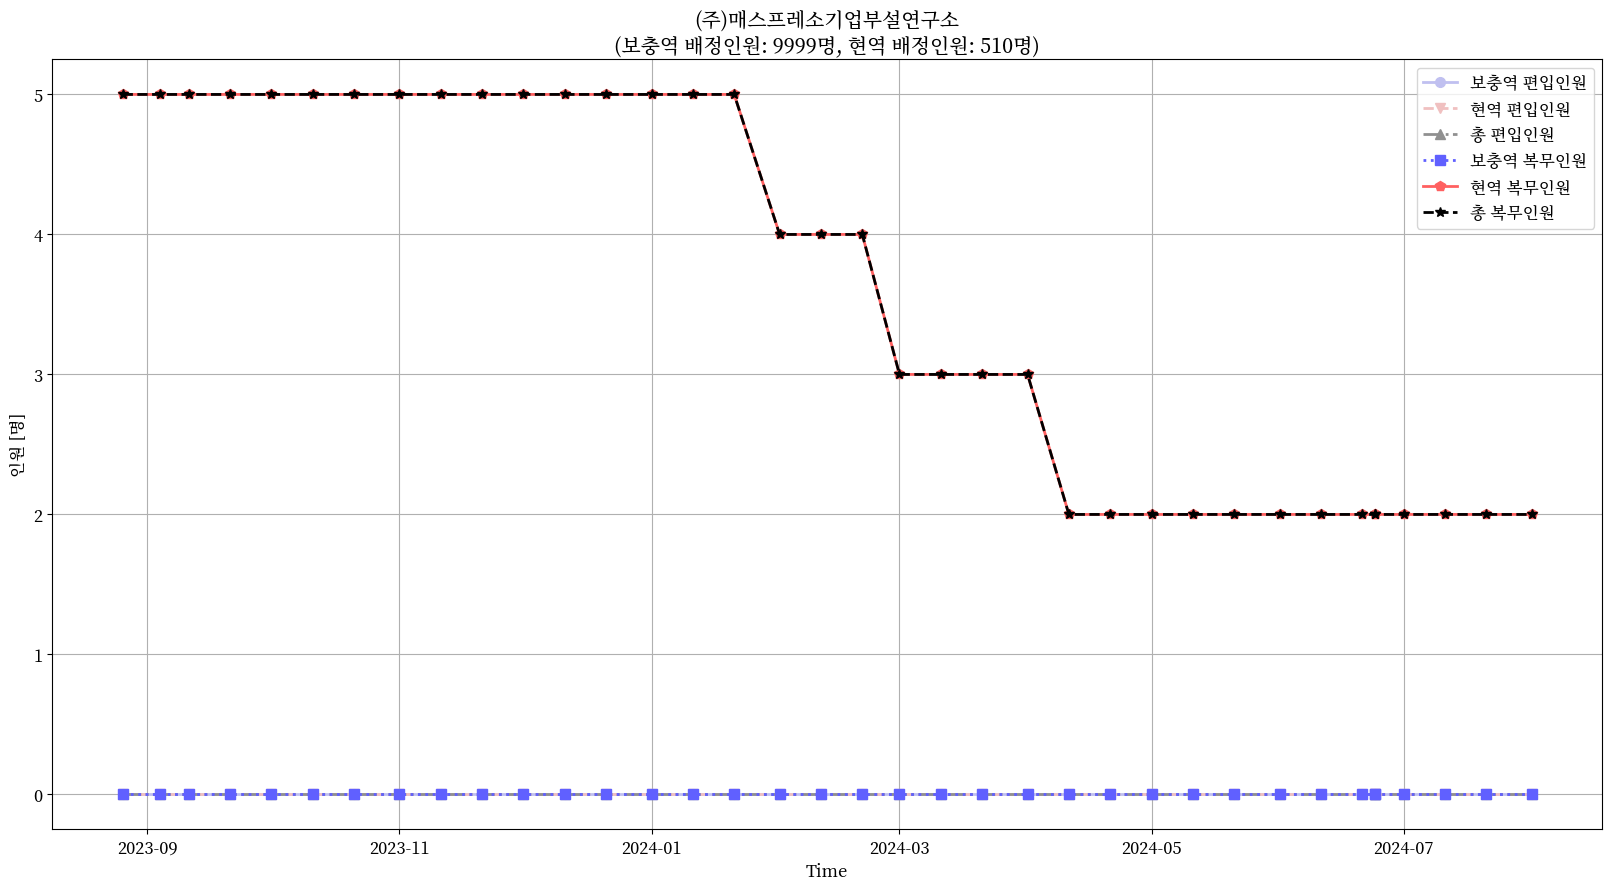 (주)매스프레소기업부설연구소
(보충역 배정인원: 9999명, 현역 배정인원: 510명)
보충역 편입인원
현역 편입인원
총 편입인원
보충역 복무인원
현역 복무인원
총 복무인원
인원 [명]
5
4
3
2
1
0
2023-09
2023-11
2024-01
2024-03
2024-05
2024-07
Time